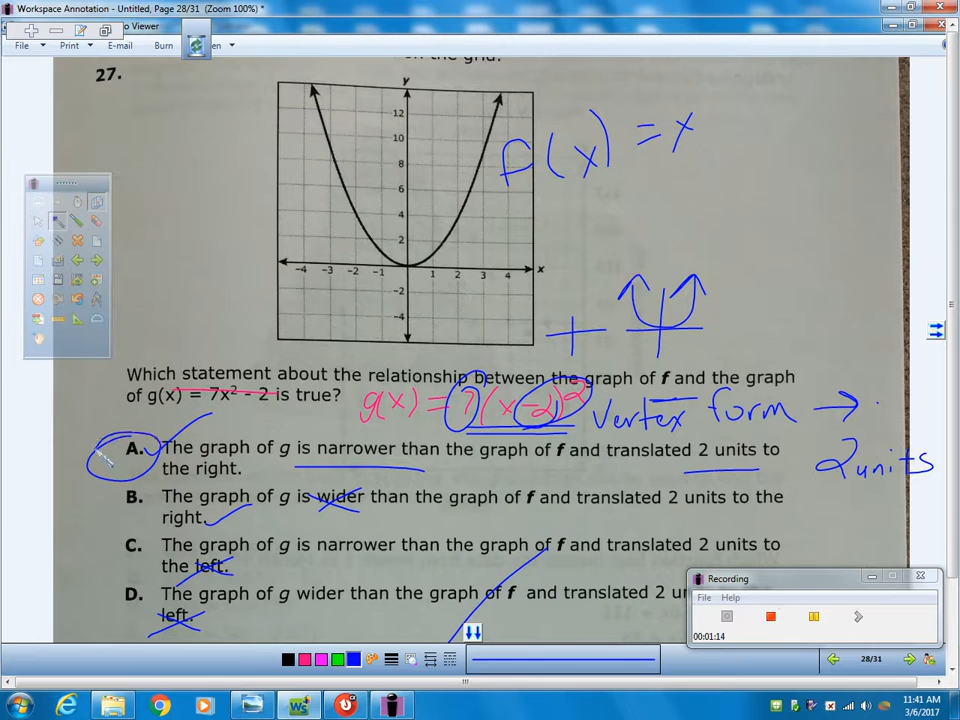 Workspace Annotation - Untitled, Page 28/31 (Zoom 100%) *
o Viewer
File Print E-mail Burn en
on the grid.
27.
y
12
10
8
6
4
2
-4 -3 -2 -1 1 2 3 4 x
-2
-4
f(x) = x
Which statement about the relationship between the graph of f and the graph
of g(x) = 7x² - 2 is true?
g(x) = 7(x-2)² Vertex form →
2 units
A. The graph of g is narrower than the graph of f and translated 2 units to
the right.
B. The graph of g is wider than the graph of f and translated 2 units to the
right.
C. The graph of g is narrower than the graph of f and translated 2 units to
the left.
D. The graph of g wider than the graph of f and translated 2 u
left.
Recording
File Help
00:01:14
28/31
11:41 AM
3/6/2017